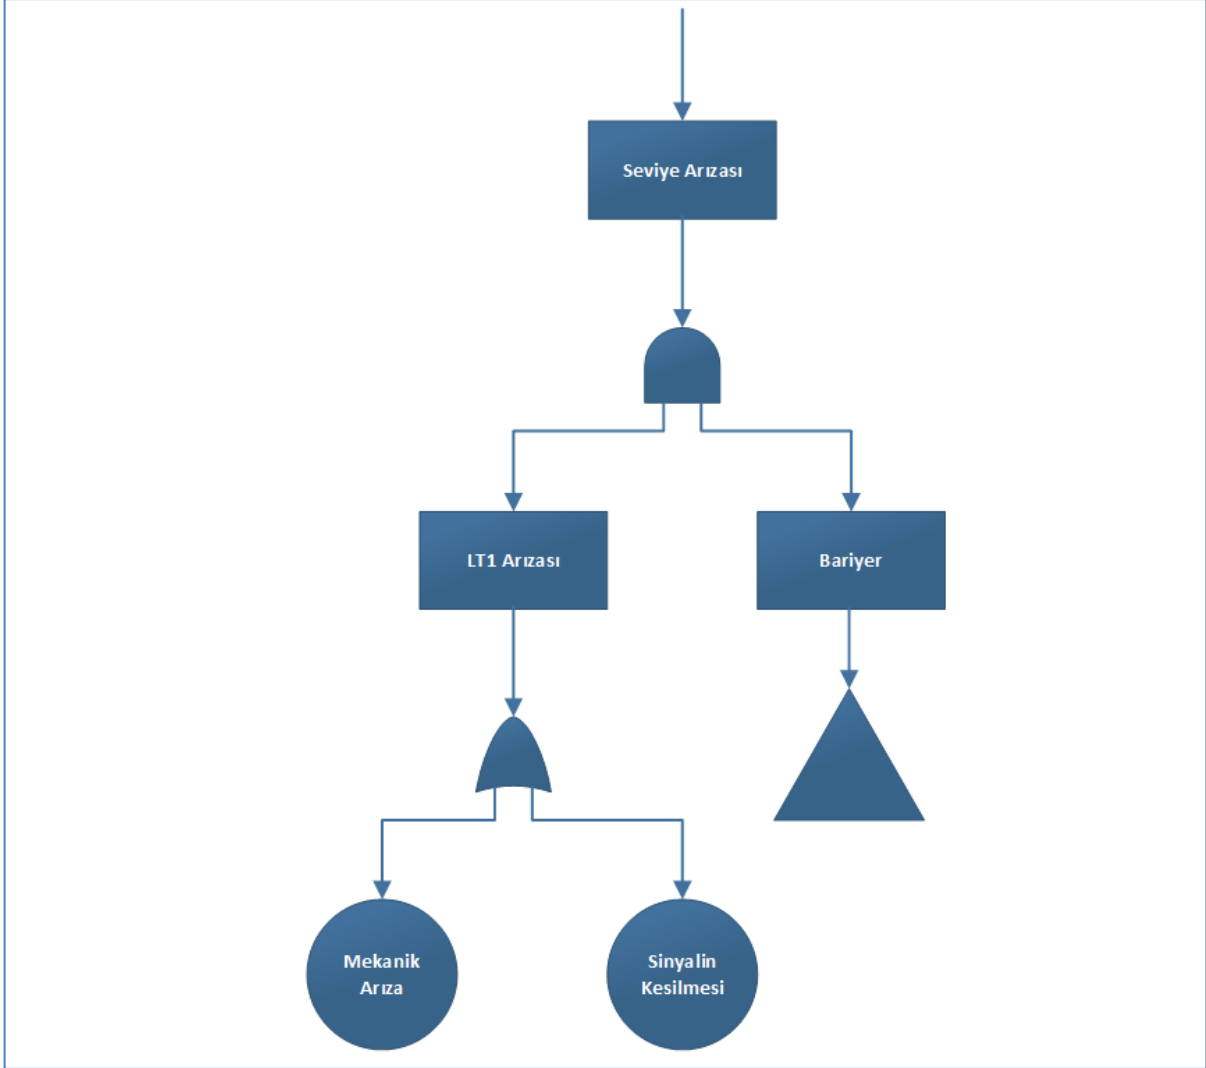 Seviye Arızası
LT1 Arızası
Bariyer
Mekanik
Arıza
Sinyalin
Kesilmesi